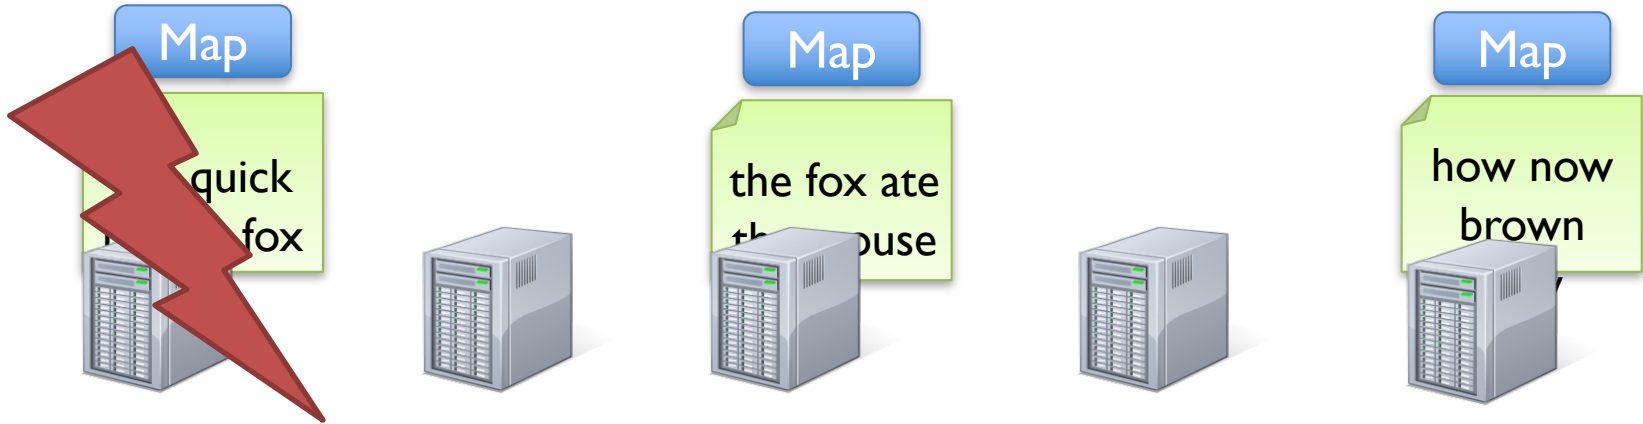 Map
quick
fox
Map
the fox ate
Map
how now
brown